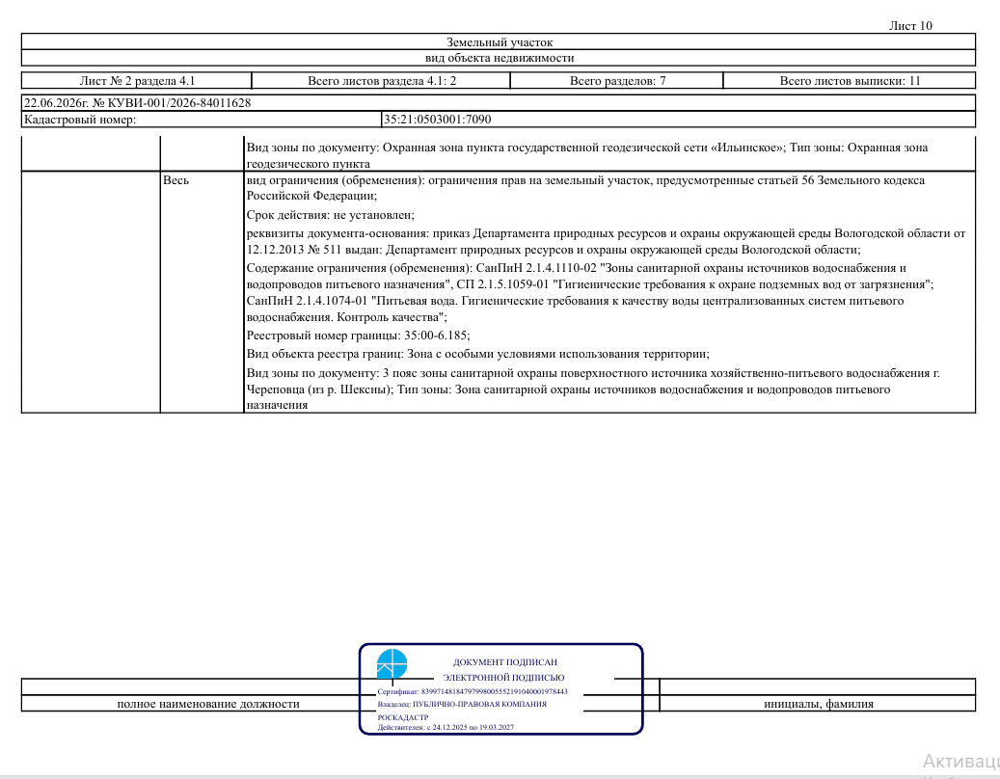 Лист 10
Земельный участок
вид объекта недвижимости
Лист № 2 раздела 4.1
Всего листов раздела 4.1: 2
Всего разделов: 7
Всего листов выписки: 11
22.06.2026г. № КУВИ-001/2026-84011628
Кадастровый номер:
35:21:0503001:7090
Вид зоны по документу: Охранная зона пункта государственной геодезической сети «Ильинское»; Тип зоны: Охранная зона
геодезического пункта
Весь
вид ограничения (обременения): ограничения прав на земельный участок, предусмотренные статьей 56 Земельного кодекса
Российской Федерации;
Срок действия: не установлен;
реквизиты документа-основания: приказ Департамента природных ресурсов и охраны окружающей среды Вологодской области от
12.12.2013 № 511 выдан: Департамент природных ресурсов и охраны окружающей среды Вологодской области;
Содержание ограничения (обременения): СанПиН 2.1.4.1110-02 "Зоны санитарной охраны источников водоснабжения и
водопроводов питьевого назначения", СП 2.1.5.1059-01 "Гигиенические требования к охране подземных вод от загрязнения";
СанПиН 2.1.4.1074-01 "Питьевая вода. Гигиенические требования к качеству воды централизованных систем питьевого
водоснабжения. Контроль качества";
Реестровый номер границы: 35:00-6.185;
Вид объекта реестра границ: Зона с особыми условиями использования территории;
Вид зоны по документу: 3 пояс зоны санитарной охраны поверхностного источника хозяйственно-питьевого водоснабжения г.
Череповца (из р. Шексны); Тип зоны: Зона санитарной охраны источников водоснабжения и водопроводов питьевого
назначения
ДОКУМЕНТ ПОДПИСАН
ЭЛЕКТРОННОЙ ПОДПИСЬЮ
Сертификат: 83997148184797998005552191040001978443
Владелец: ПУБЛИЧНО-ПРАВОВАЯ КОМПАНИЯ
РОСКАДАСТР
Действителен: с 24.12.2025 по 19.03.2027
полное наименование должности
инициалы, фамилия
Активаци